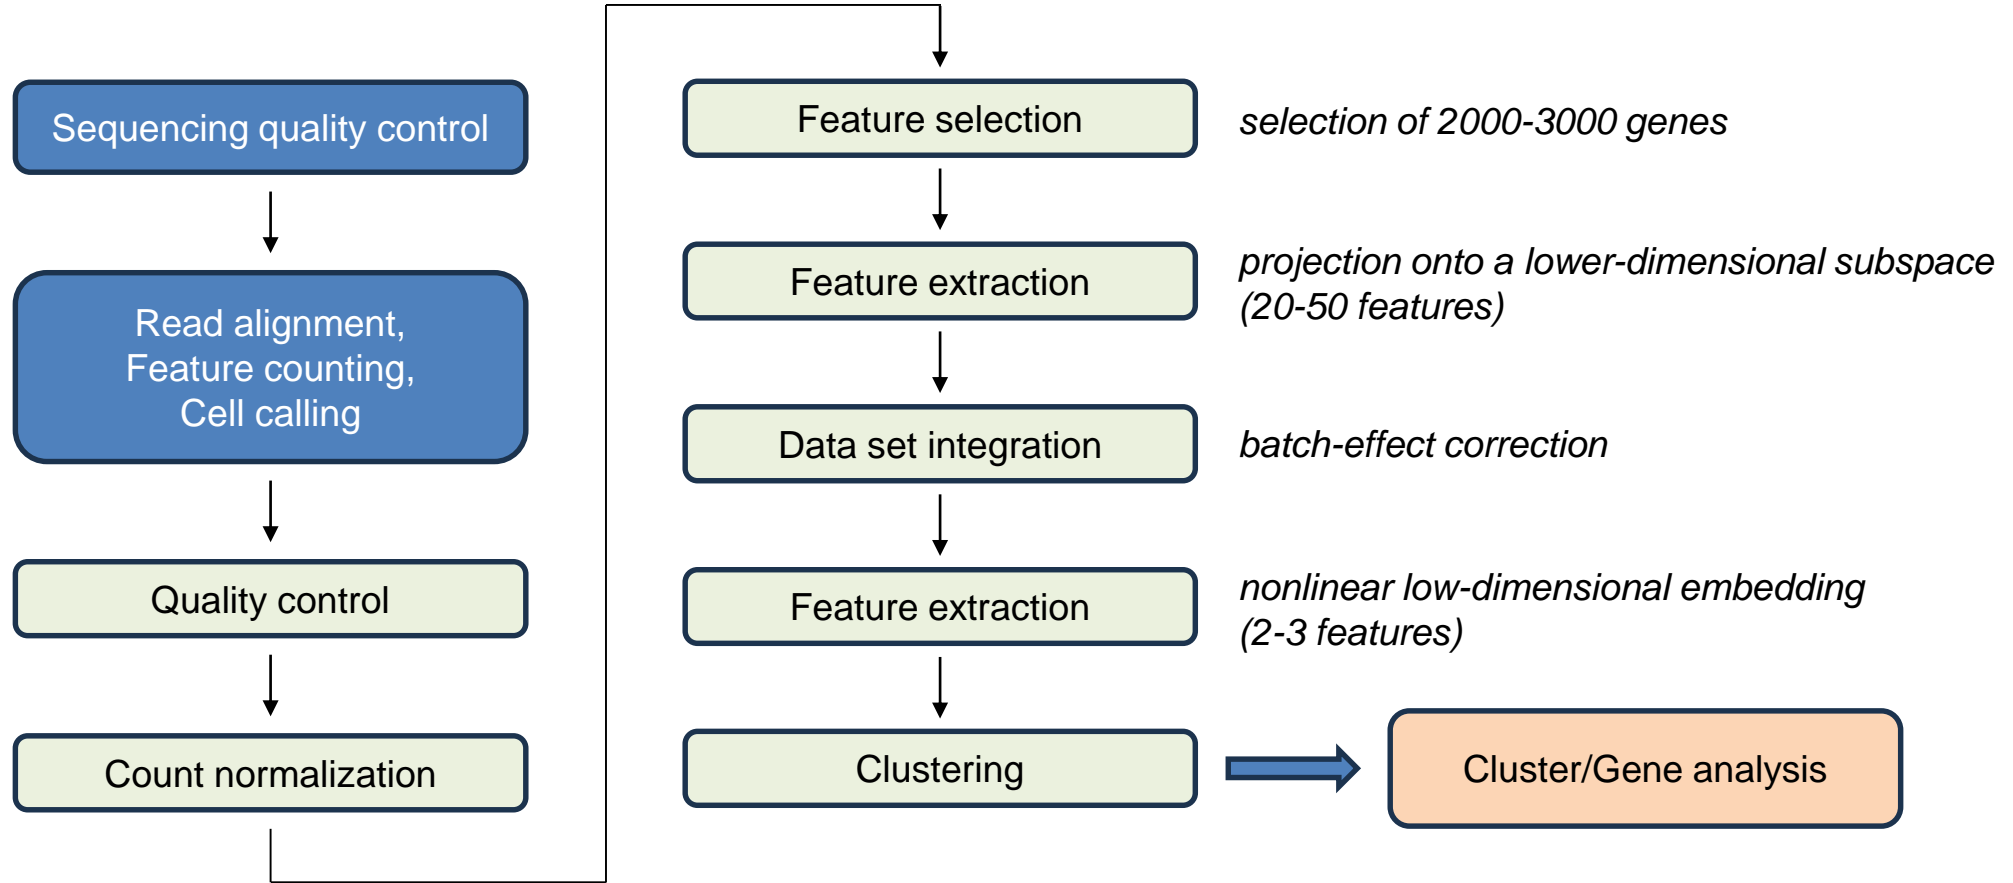 Sequencing quality control
Read alignment,
Feature counting,
Cell calling
Quality control
Count normalization
Feature selection
selection of 2000-3000 genes
Feature extraction
projection onto a lower-dimensional subspace
(20-50 features)
Data set integration
batch-effect correction
Feature extraction
nonlinear low-dimensional embedding
(2-3 features)
Clustering
Cluster/Gene analysis